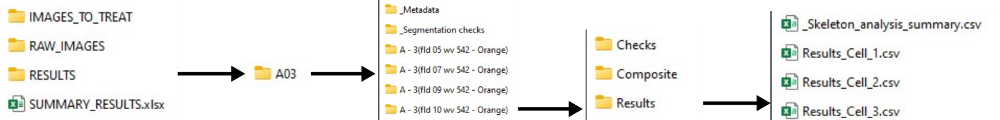 IMAGES_TO_TREAT
RAW_IMAGES
RESULTS
SUMMARY_RESULTS.xlsx
A03
_Metadata
_Segmentation checks
A - 3(fld 05 wv 542 - Orange)
A - 3(fld 07 wv 542 - Orange)
A - 3(fld 09 wv 542 - Orange)
A - 3(fld 10 wv 542 - Orange)
Checks
Composite
Results
_Skeleton_analysis_summary.csv
Results_Cell_1.csv
Results_Cell_2.csv
Results_Cell_3.csv